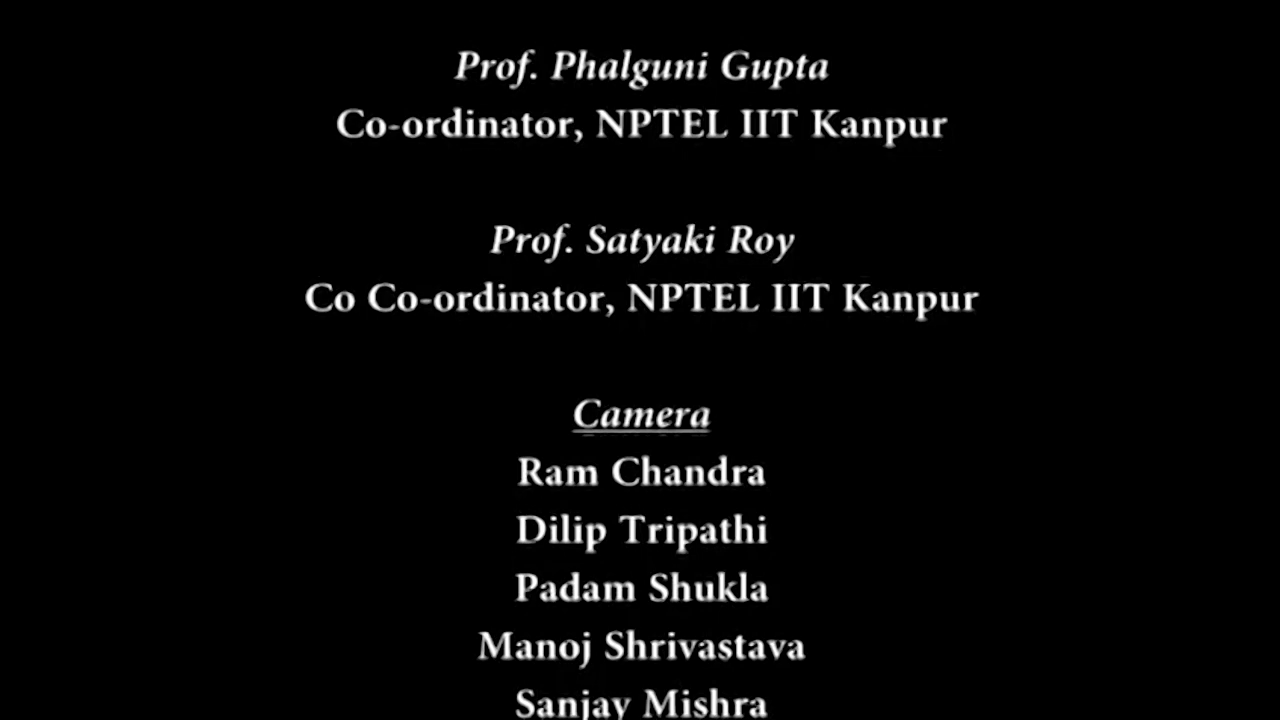 Prof. Phalguni Gupta
Co-ordinator, NPTEL IIT Kanpur
Prof. Satyaki Roy
Co Co-ordinator, NPTEL IIT Kanpur
Camera
Ram Chandra
Dilip Tripathi
Padam Shukla
Manoj Shrivastava
Sanjay Mishra